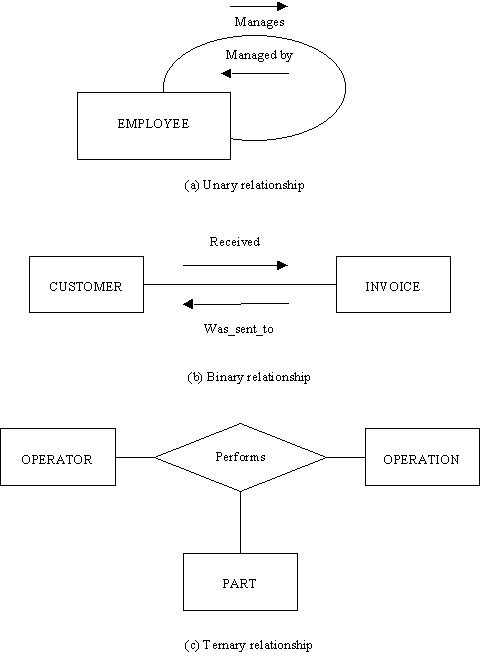 Manages
Managed by
EMPLOYEE
(a) Unary relationship
Received
CUSTOMER
INVOICE
Was_sent_to
(b) Binary relationship
OPERATOR
Performs
OPERATION
PART
(c) Ternary relationship